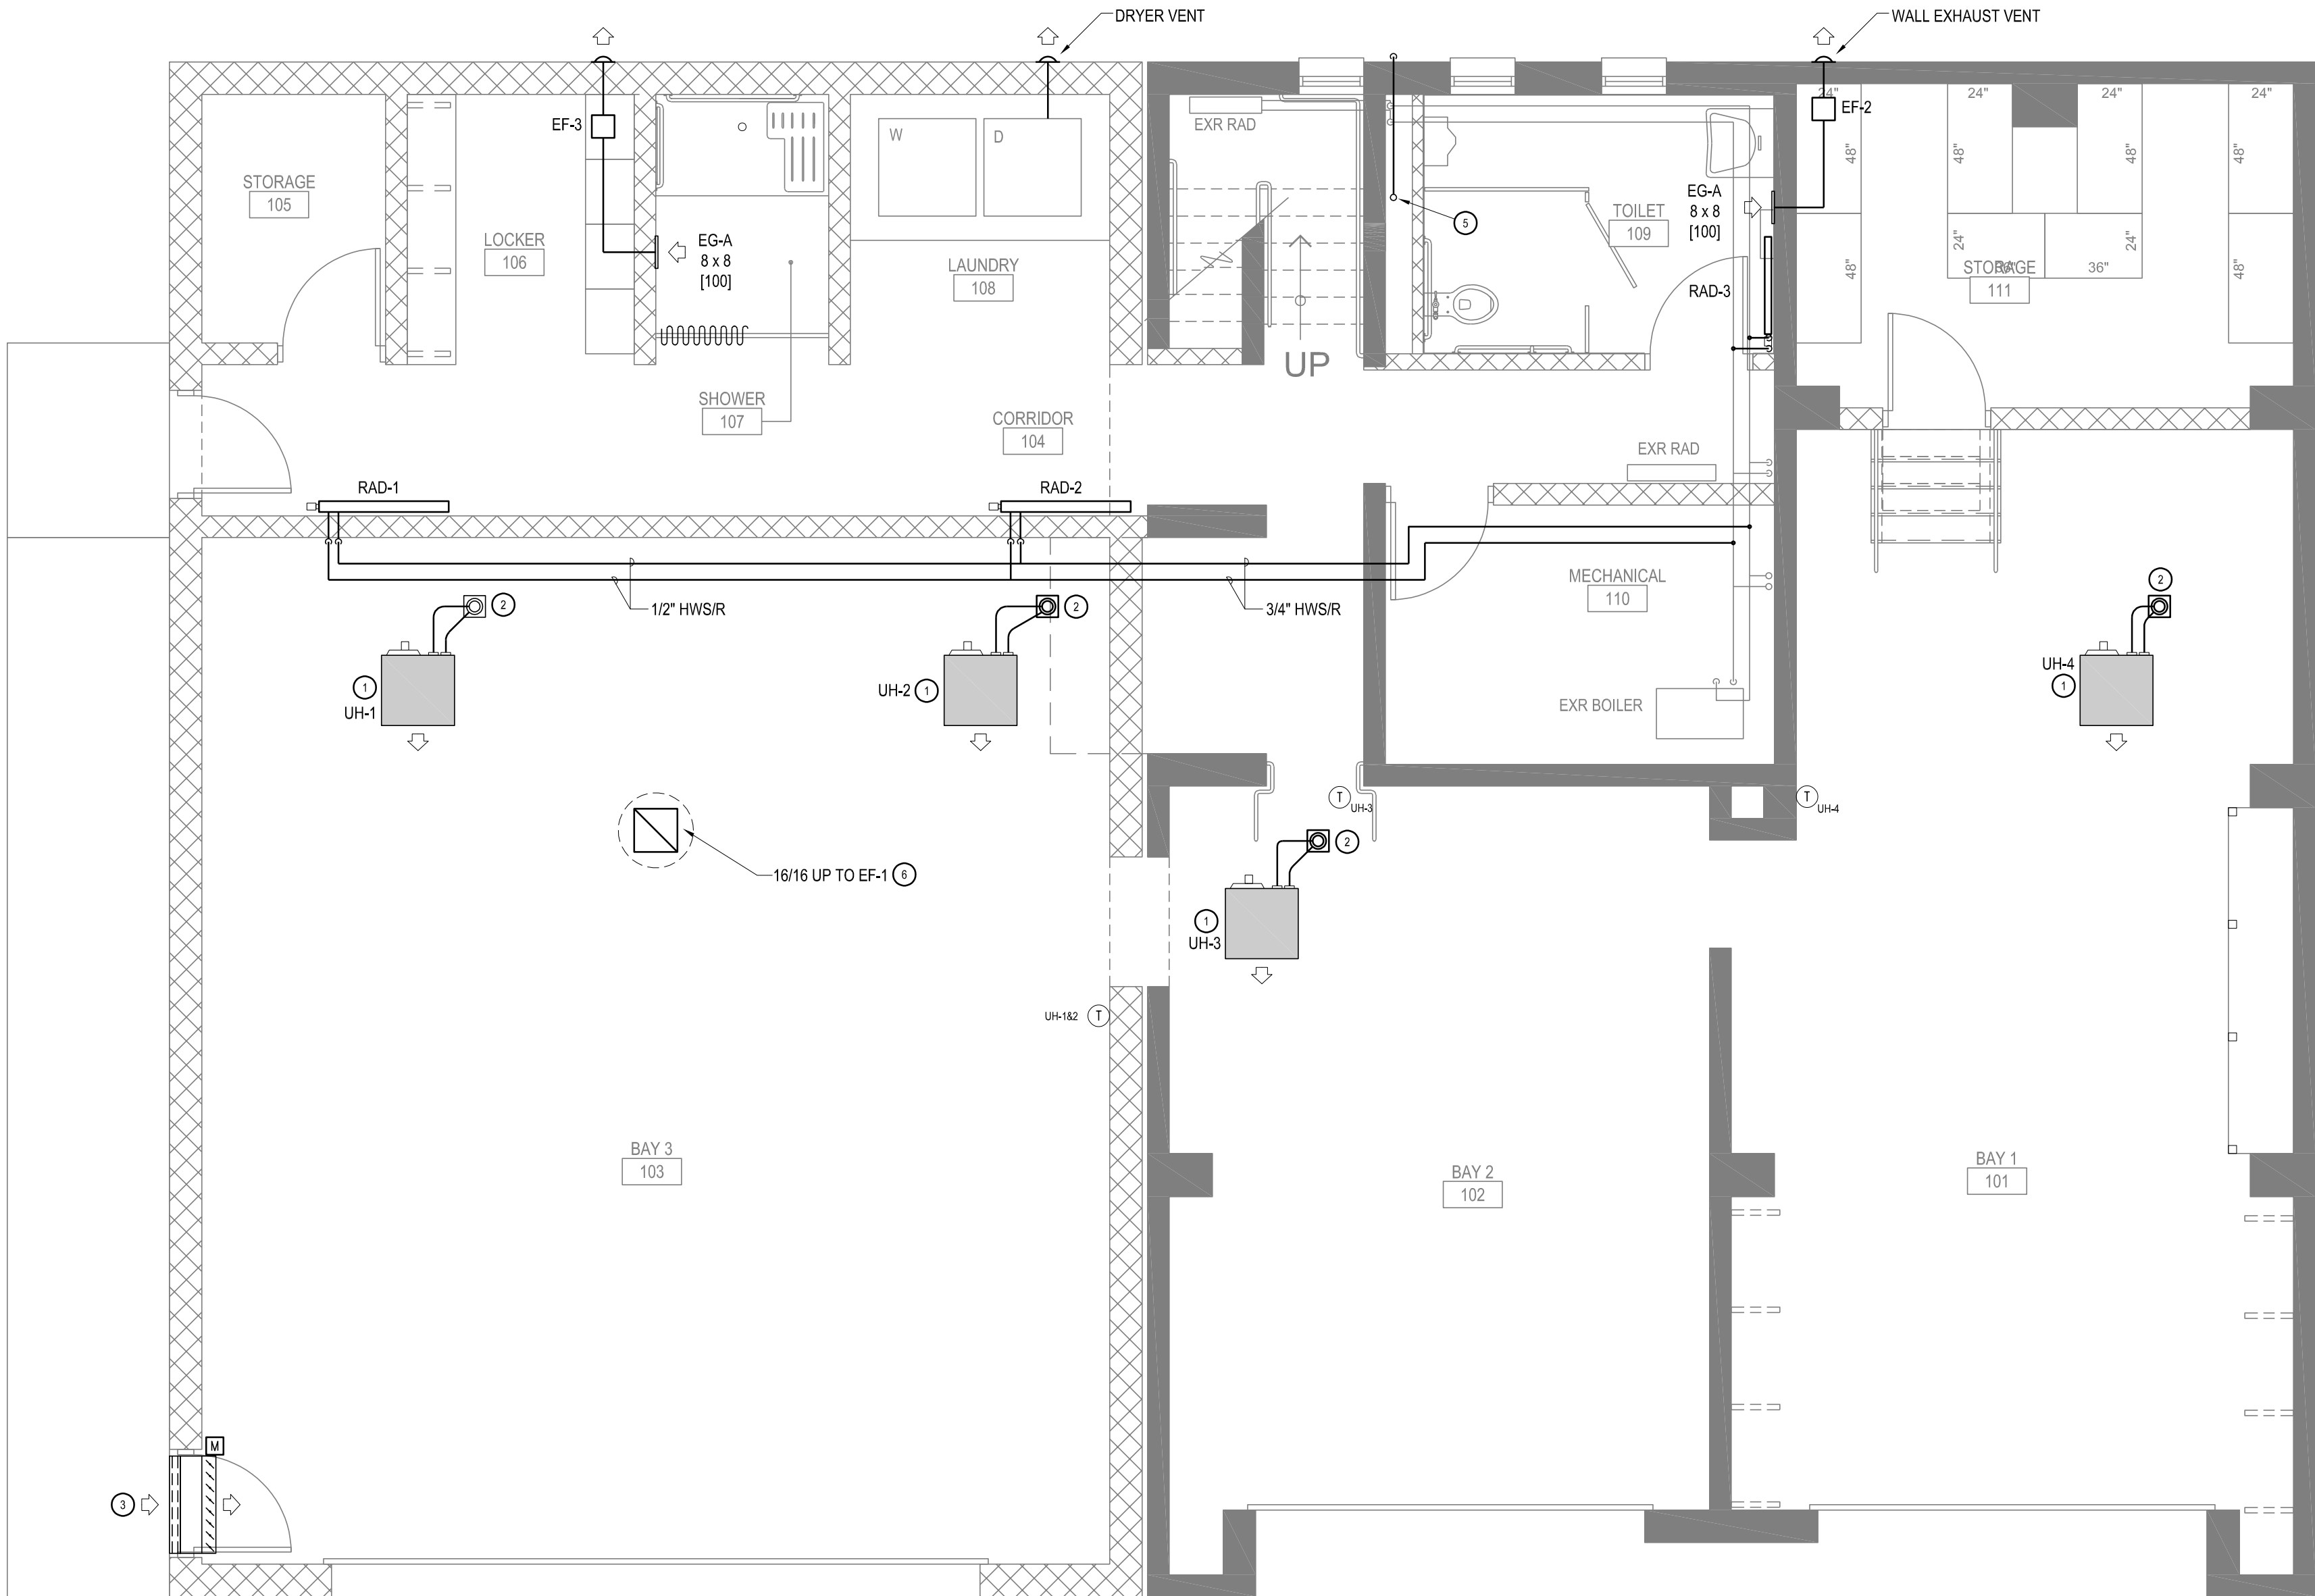 DRYER VENT
WALL EXHAUST VENT
EF-3
W
D
EXR RAD
5
EG-A
8 x 8
[100]
TOILET
109
RAD-3
EG-A
8 x 8
[100]
24"
EF-2
24"
24"
24"
48"
48"
48"
48"
48"
24"
24"
48"
36"
36"
STORAGE
111
STORAGE
105
LOCKER
106
LAUNDRY
108
UP
SHOWER
107
CORRIDOR
104
EXR RAD
RAD-1
RAD-2
1/2" HWS/R
3/4" HWS/R
MECHANICAL
110
EXR BOILER
2
2
2
1
UH-1
UH-2
1
UH-4
1
T
UH-3
T
UH-4
2
1
UH-3
16/16 UP TO EF-1
6
UH-1&2
T
BAY 3
103
BAY 2
102
BAY 1
101
M
3